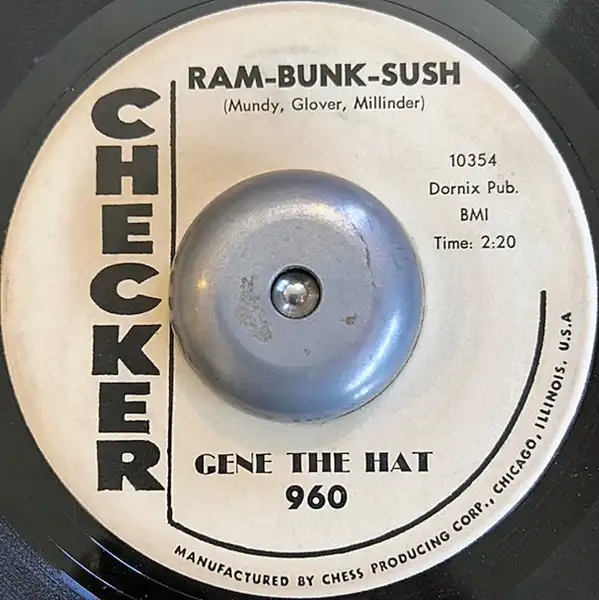 CHECKER
RAM-BUNK-SUSH
(Mundy, Glover, Millinder)
10354
Dornix Pub.
BMI
Time: 2:20
GENE THE HAT
960
MANUFACTURED BY CHESS PRODUCING CORP., CHICAGO, ILLINOIS, U.S.A